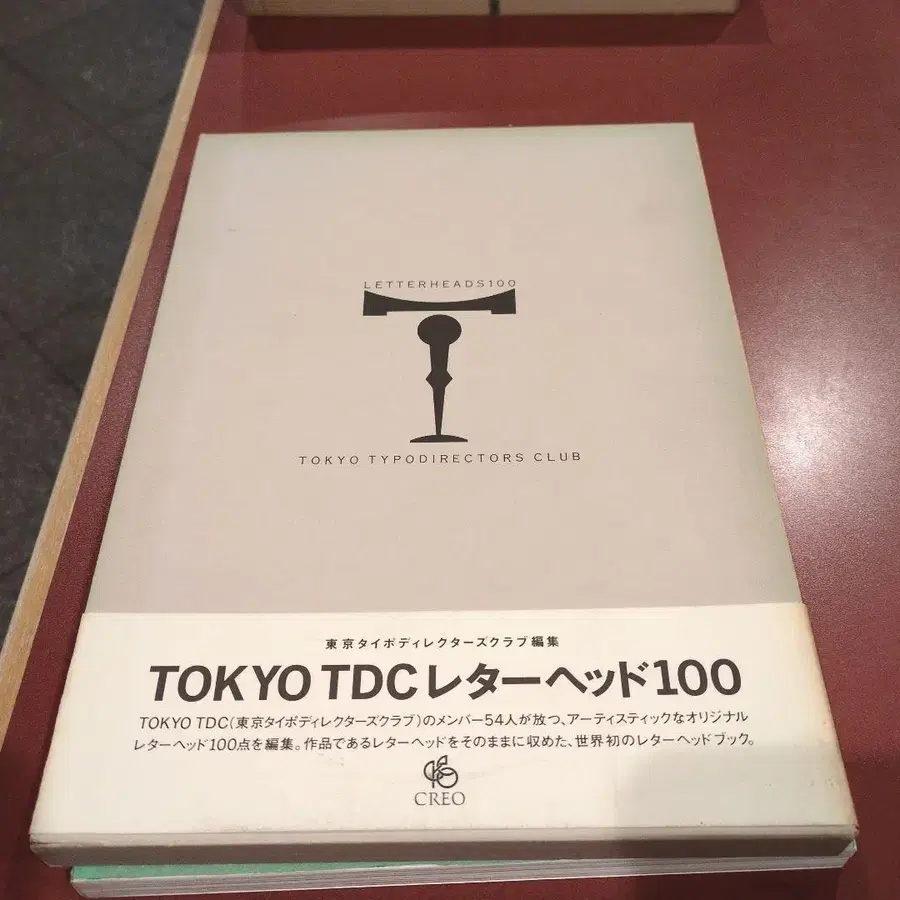 LETTERHEADS100
TOKYO TYPODIRECTORS CLUB
東京タイポディレクターズクラブ編集
TOKYO TDCレターヘッド100
TOKYO TDC(東京タイポディレクターズクラブ)のメンバー54人が放つ、アーティスティックなオリジナル
レターヘッド100点を編集。作品であるレターヘッドをそのままに収めた、世界初のレターヘッドブック。
CREO